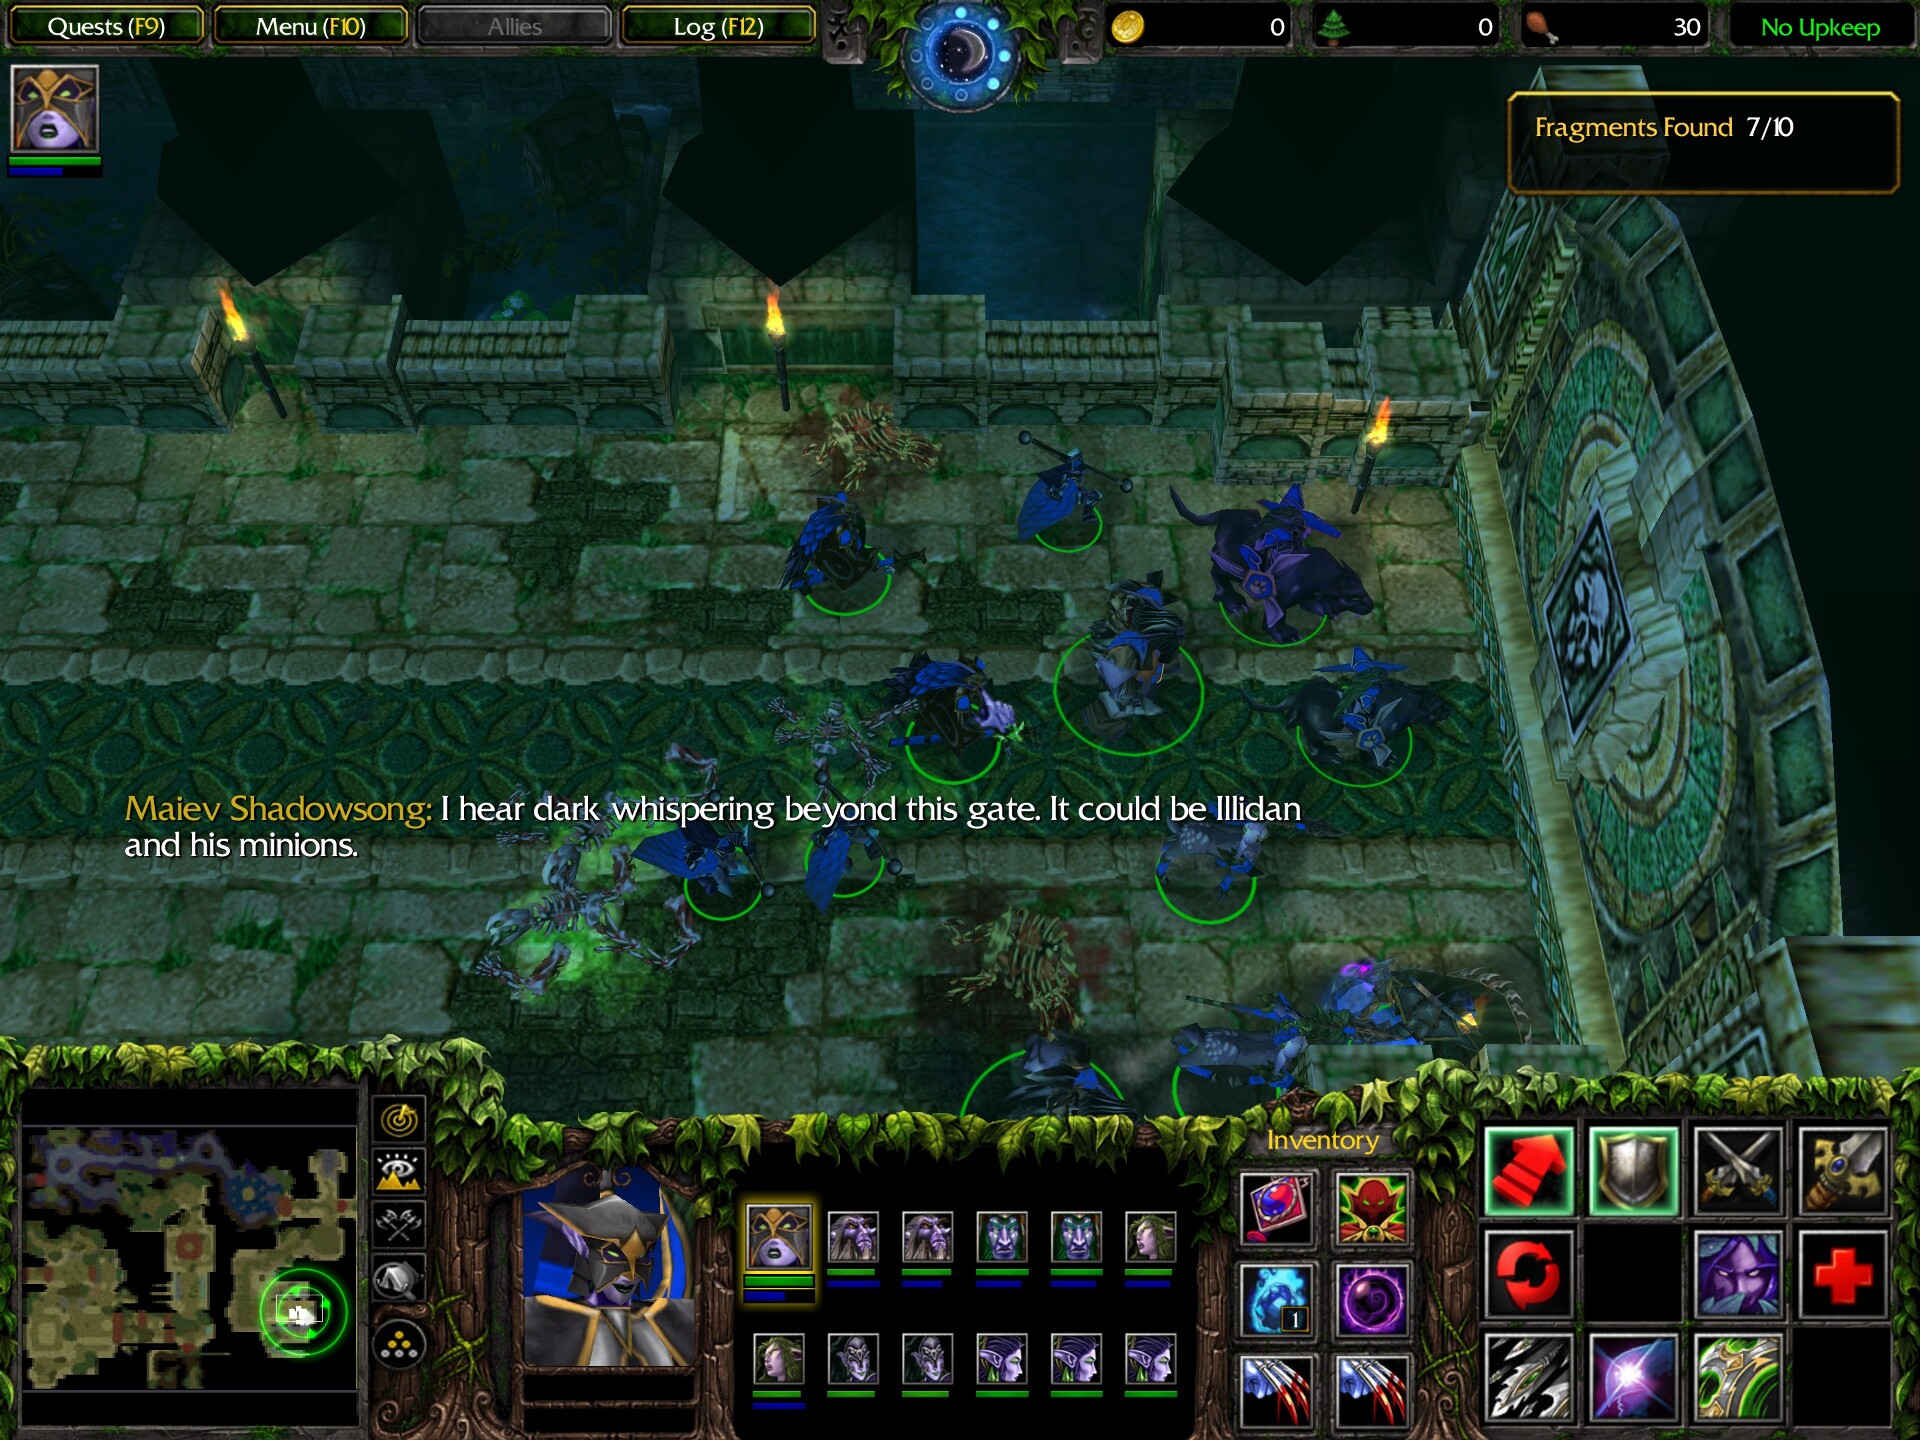 Quests (F9) Menu (F10) Allies Log (F12) 0 0 30 No Upkeep
Fragments Found 7/10
Maiev Shadowsong: I hear dark whispering beyond this gate. It could be Illidan
and his minions.
Inventory
1